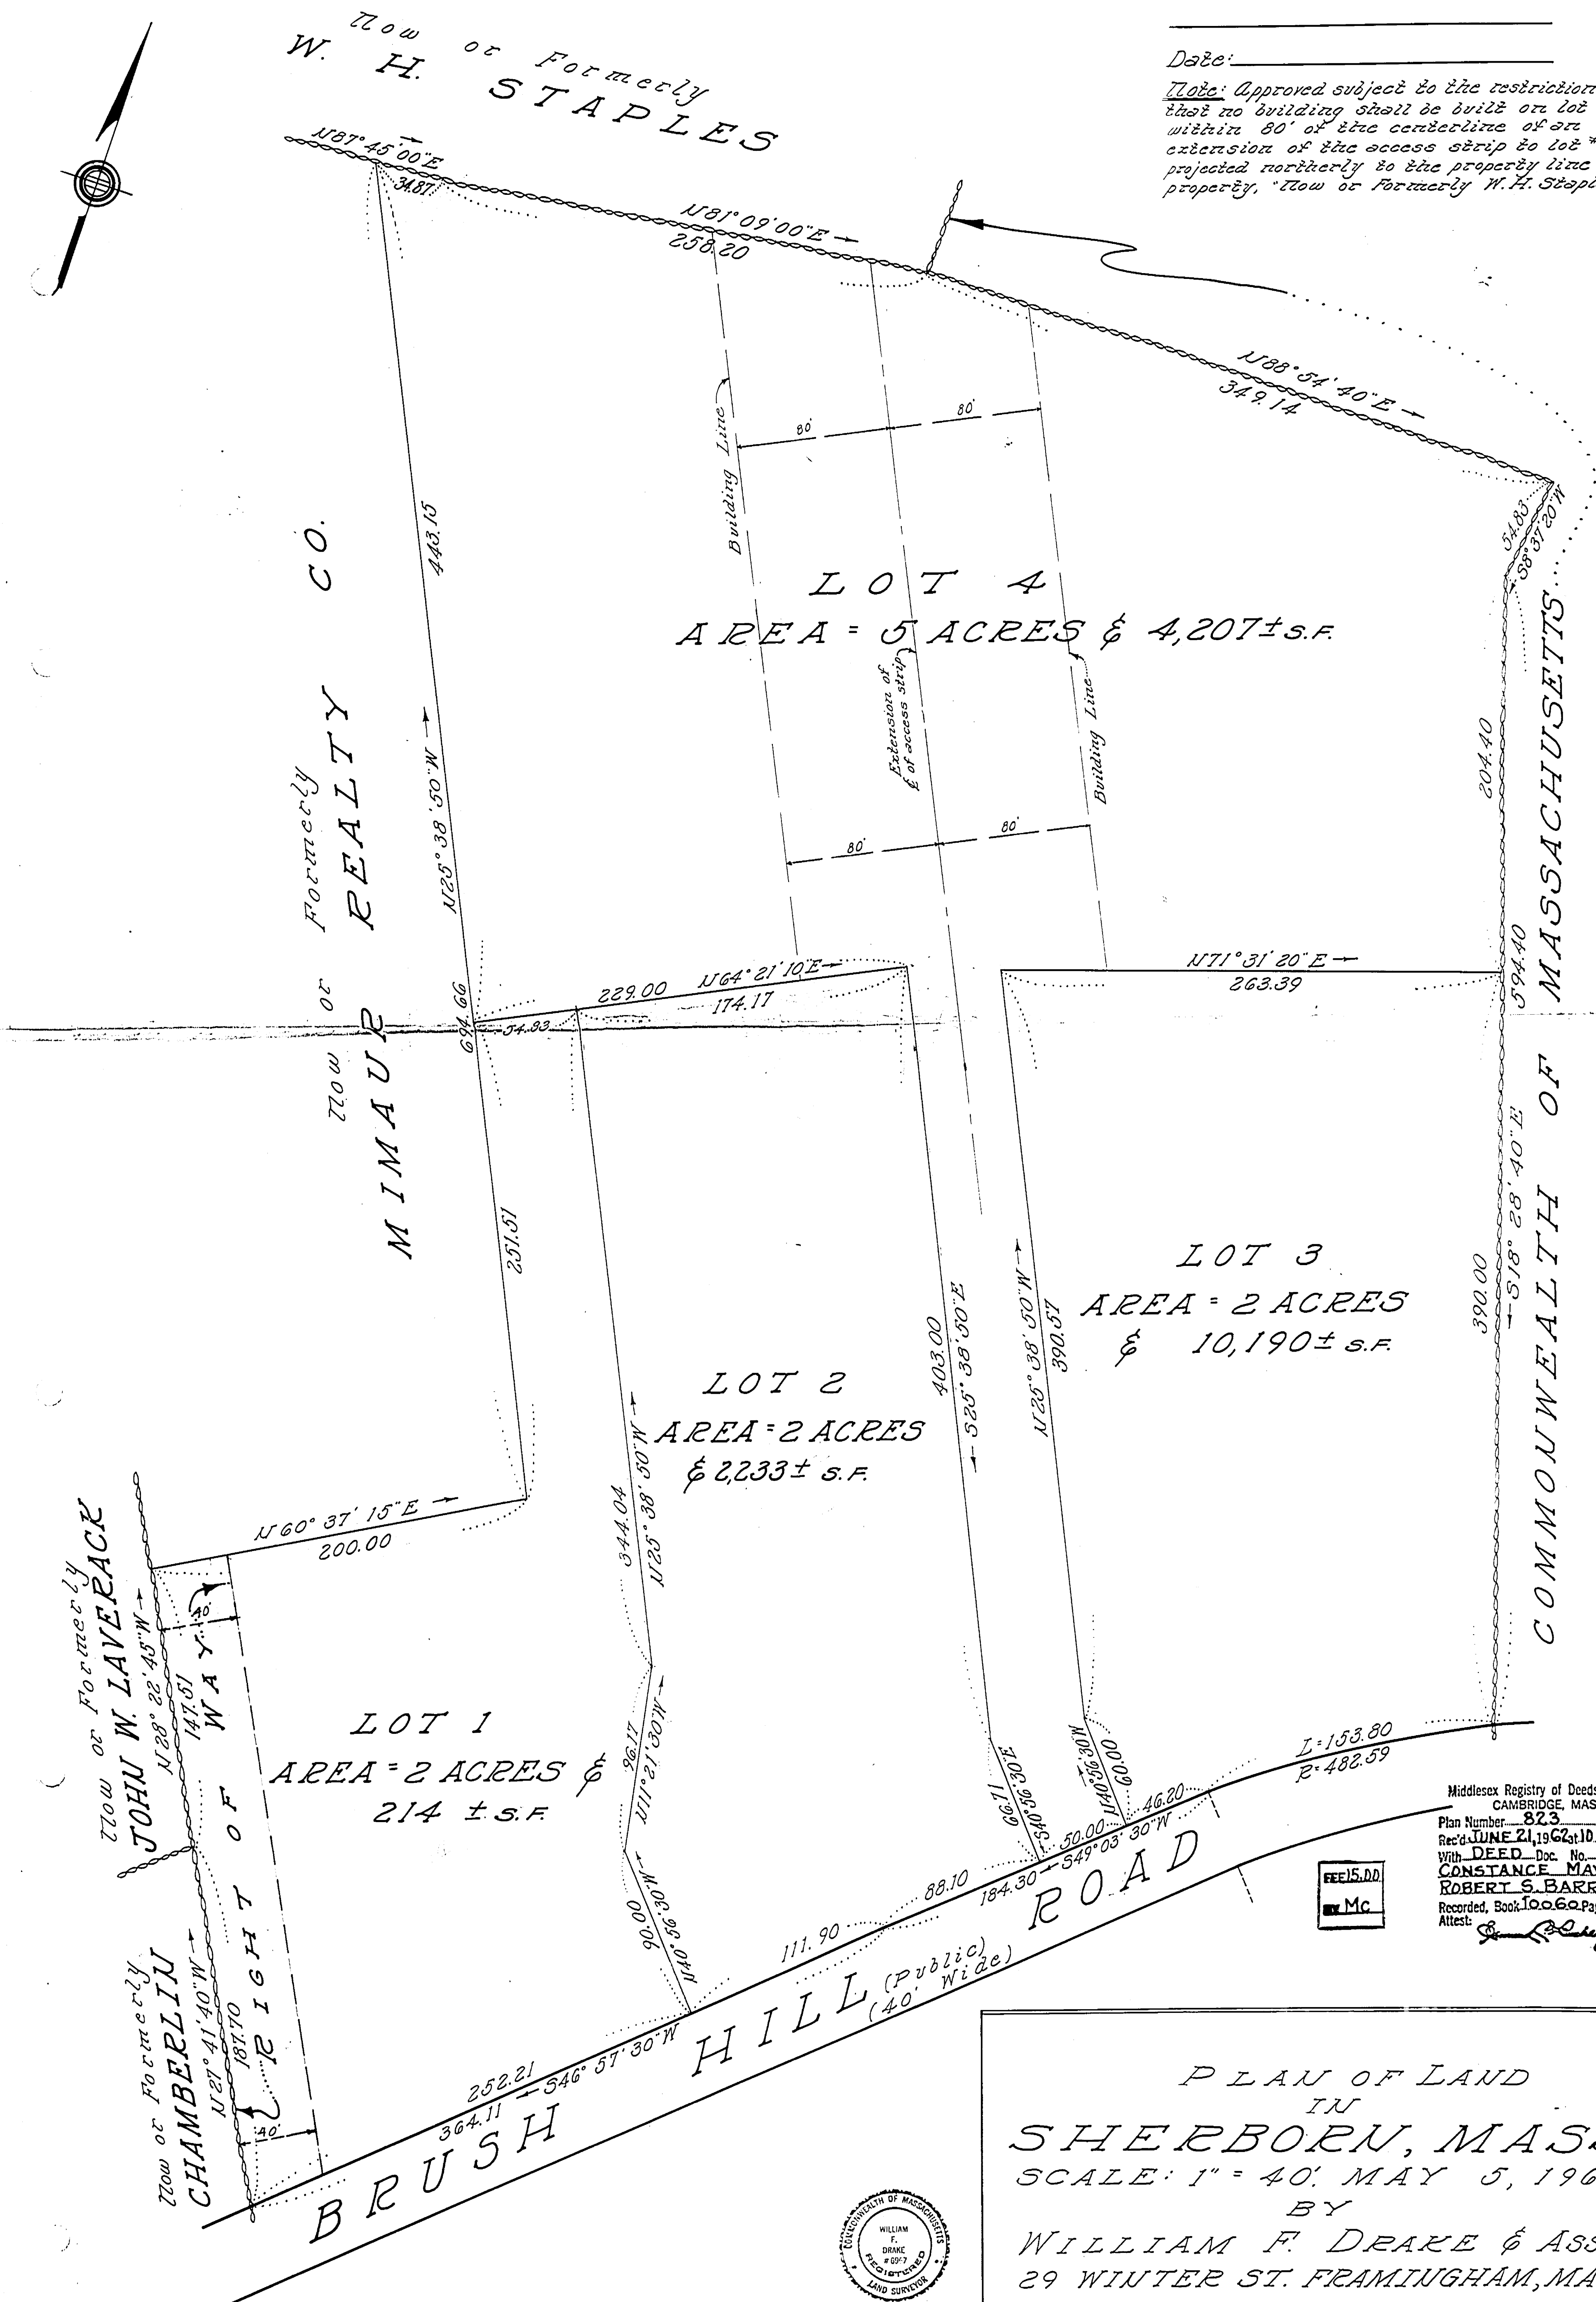 Now or Formerly
W. H. STAPLES
Date:
Note: Approved subject to the restriction
that no building shall be built on lot
within 80' of the centerline of an
extension of the access strip to lot #
projected northerly to the property line
property, "Now or Formerly W. H. Stapl
N87°45'00"E
34.87
N81°09'00"E
258.20
N88°54'40"E
349.14
54.83
S8°37'20"W
Building Line
80'
80'
443.15
N25°38'50"W
LOT 4
AREA = 5 ACRES & 4,207± S.F.
Extension of
℄ of access strip
Building Line
80'
80'
204.40
594.40
S18°28'40"E
390.00
COMMONWEALTH OF MASSACHUSETTS
Now or Formerly
MIMAUR REALTY CO.
694.66
229.00
N64°21'10"E
54.83
174.17
N71°31'20"E
263.39
251.51
LOT 3
AREA = 2 ACRES
& 10,190± S.F.
403.00
S25°38'50"E
N25°38'50"W
390.57
LOT 2
AREA = 2 ACRES
& 2,233± S.F.
344.04
N25°38'50"W
N60°37'15"E
200.00
Now or Formerly
JOHN W. LAVERACK
N28°22'45"W
147.51
40'
RIGHT OF WAY
LOT 1
AREA = 2 ACRES &
214 ± S.F.
96.17
N11°12'30"W
90.00
N40°56'30"W
66.71
S40°56'30"E
N40°56'30"W
60.00
50.00
46.20
L=153.80
R=482.59
88.10
184.30
S49°03'30"W
111.90
Now or Formerly
CHAMBERLIN
N27°41'40"W
187.70
40'
252.21
364.11
S46°57'30"W
BRUSH HILL ROAD
(Public)
(40' Wide)
Middlesex Registry of Deeds
CAMBRIDGE, MAS
Plan Number 823
Rec'd JUNE 21, 1962 at 10
With DEED Doc. No.
CONSTANCE MA
ROBERT S. BARR
Recorded, Book 10060 Pa
Attest:
FEE 15.00
BY MC
PLAN OF LAND
IN
SHERBORN, MASS
SCALE: 1" = 40'. MAY 5, 196
BY
WILLIAM F. DRAKE & ASS
29 WINTER ST. FRAMINGHAM, MA
COMMONWEALTH OF MASSACHUSETTS
WILLIAM
F.
DRAKE
REGISTERED
LAND SURVEYOR